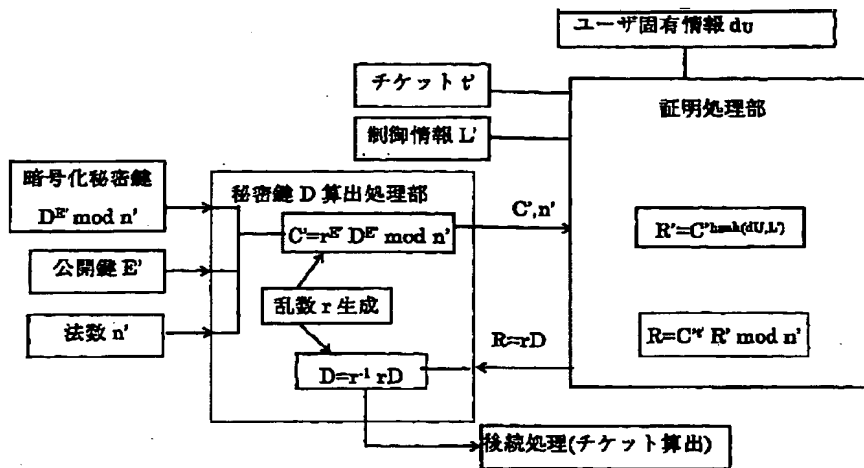 ユーザ固有情報 dU
チケット t'
証明処理部
制御情報 L'
暗号化秘密鍵
D^E' mod n'
秘密鍵 D 算出処理部
C',n'
C'=r^E' D^E' mod n'
R'=C'^hash(dU,L')
公開鍵 E'
乱数 r 生成
法数 n'
R=rD
R=C'^t' R' mod n'
D=r^-1 rD
後続処理(チケット算出)